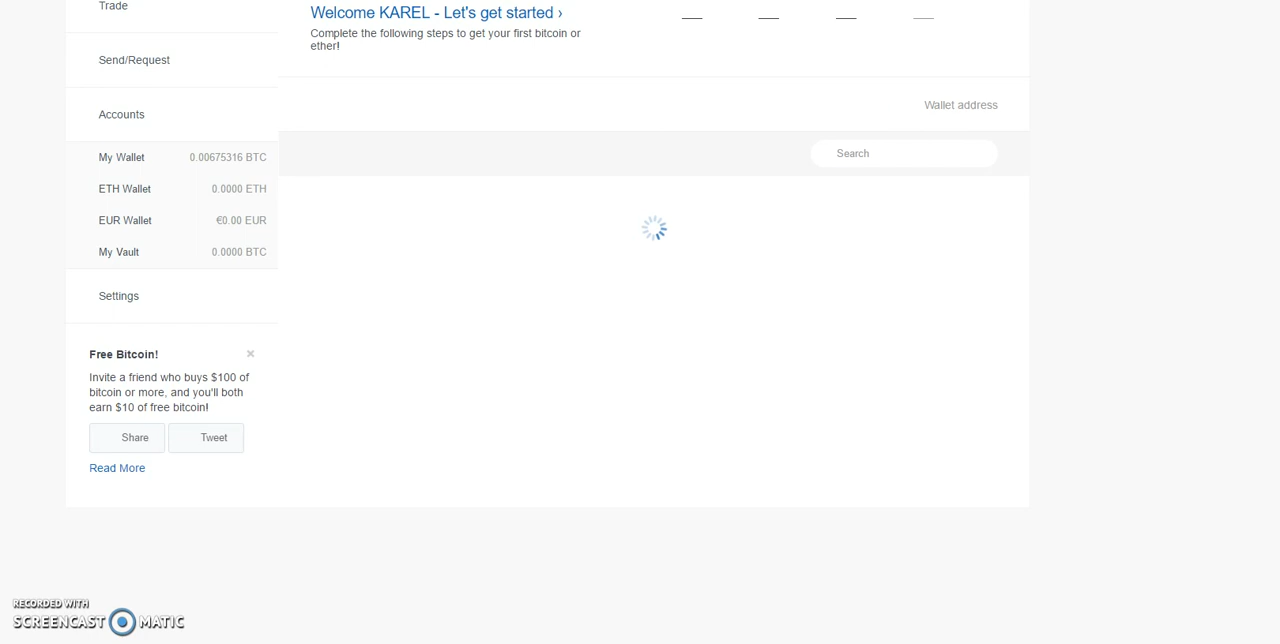 Trade
Welcome KAREL - Let's get started ›
Complete the following steps to get your first bitcoin or
ether!
Send/Request
Wallet address
Accounts
Search
My Wallet 0.00675316 BTC
ETH Wallet 0.0000 ETH
EUR Wallet €0.00 EUR
My Vault 0.0000 BTC
Settings
Free Bitcoin! ×
Invite a friend who buys $100 of
bitcoin or more, and you'll both
earn $10 of free bitcoin!
Share Tweet
Read More
RECORDED WITH
SCREENCAST MATIC